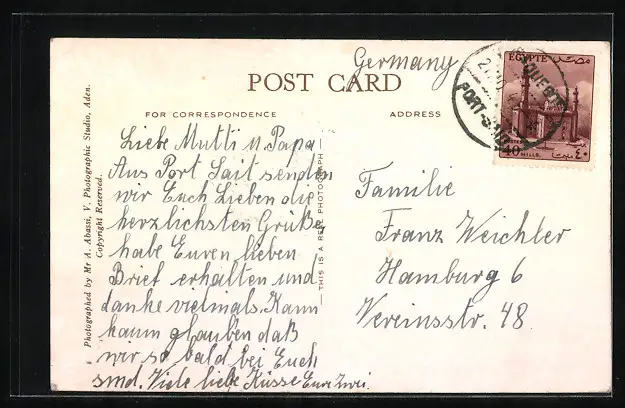 Germany
POST CARD
FOR CORRESPONDENCE
ADDRESS
EGYPTE
مصر
40 MILLS.
٤٠
PORT-SAID
Liebe Mutti u Papa
Aus Port Sait senden
wir Euch Lieben die
herzlichsten Grüße,
habe Euren lieben
Brief erhalten und
danke vielmals. Kann
kaum glauben daß
wir so bald bei Euch
sind. Viele liebe Küsse Eure zwei.
Familie
Franz Weichler
Hamburg 6
Vereinsstr. 48
THIS IS A REAL PHOTOGRAPH
Photographed by Mr A. Abassi, V. Photographic Studio, Aden.
Copyright Reserved.